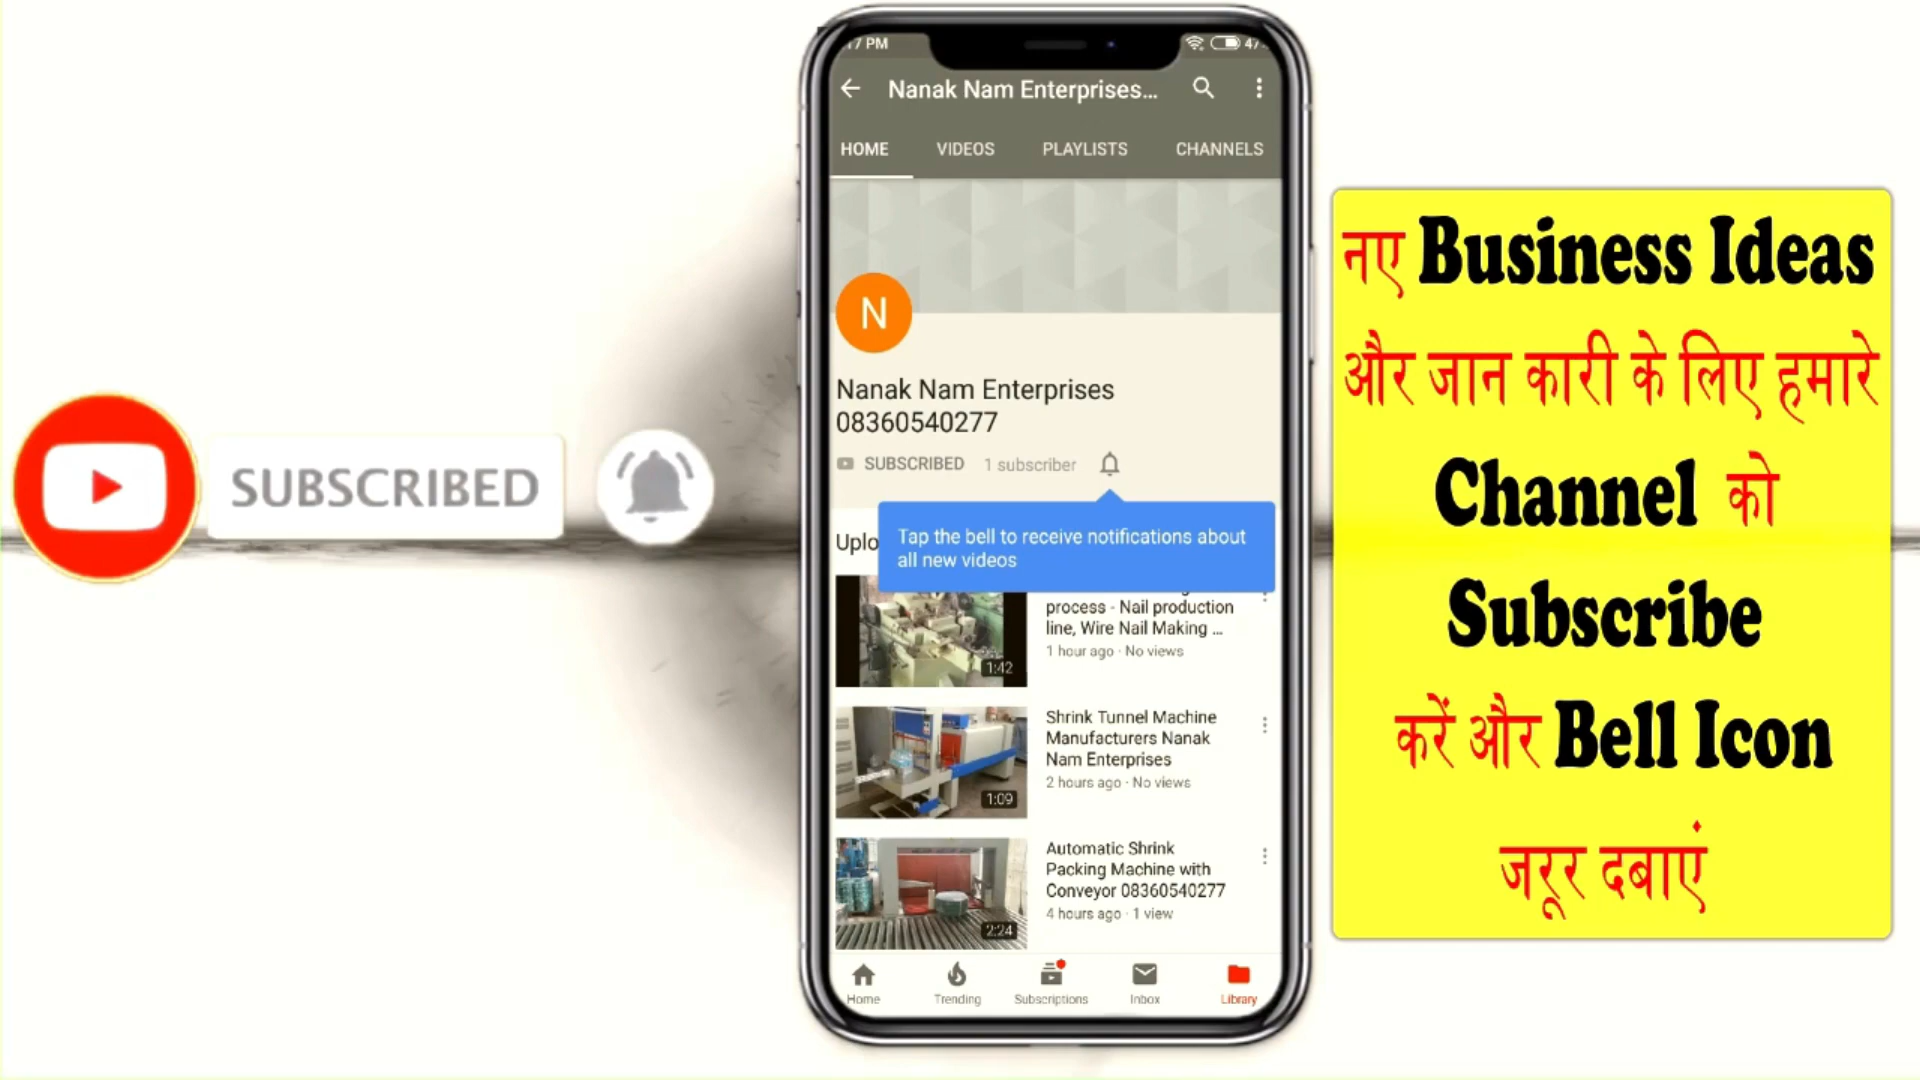 SUBSCRIBED
17 PM
47
Nanak Nam Enterprises...
HOME VIDEOS PLAYLISTS CHANNELS
N
Nanak Nam Enterprises
08360540277
SUBSCRIBED 1 subscriber
Tap the bell to receive notifications about
all new videos
Uplo
process - Nail production
line, Wire Nail Making ...
1 hour ago · No views
1:42
Shrink Tunnel Machine
Manufacturers Nanak
Nam Enterprises
2 hours ago · No views
1:09
Automatic Shrink
Packing Machine with
Conveyor 08360540277
4 hours ago · 1 view
2:24
Home Trending Subscriptions Inbox Library
नए Business Ideas
और जान कारी के लिए हमारे
Channel को
Subscribe
करें और Bell Icon
जरूर दबाएं